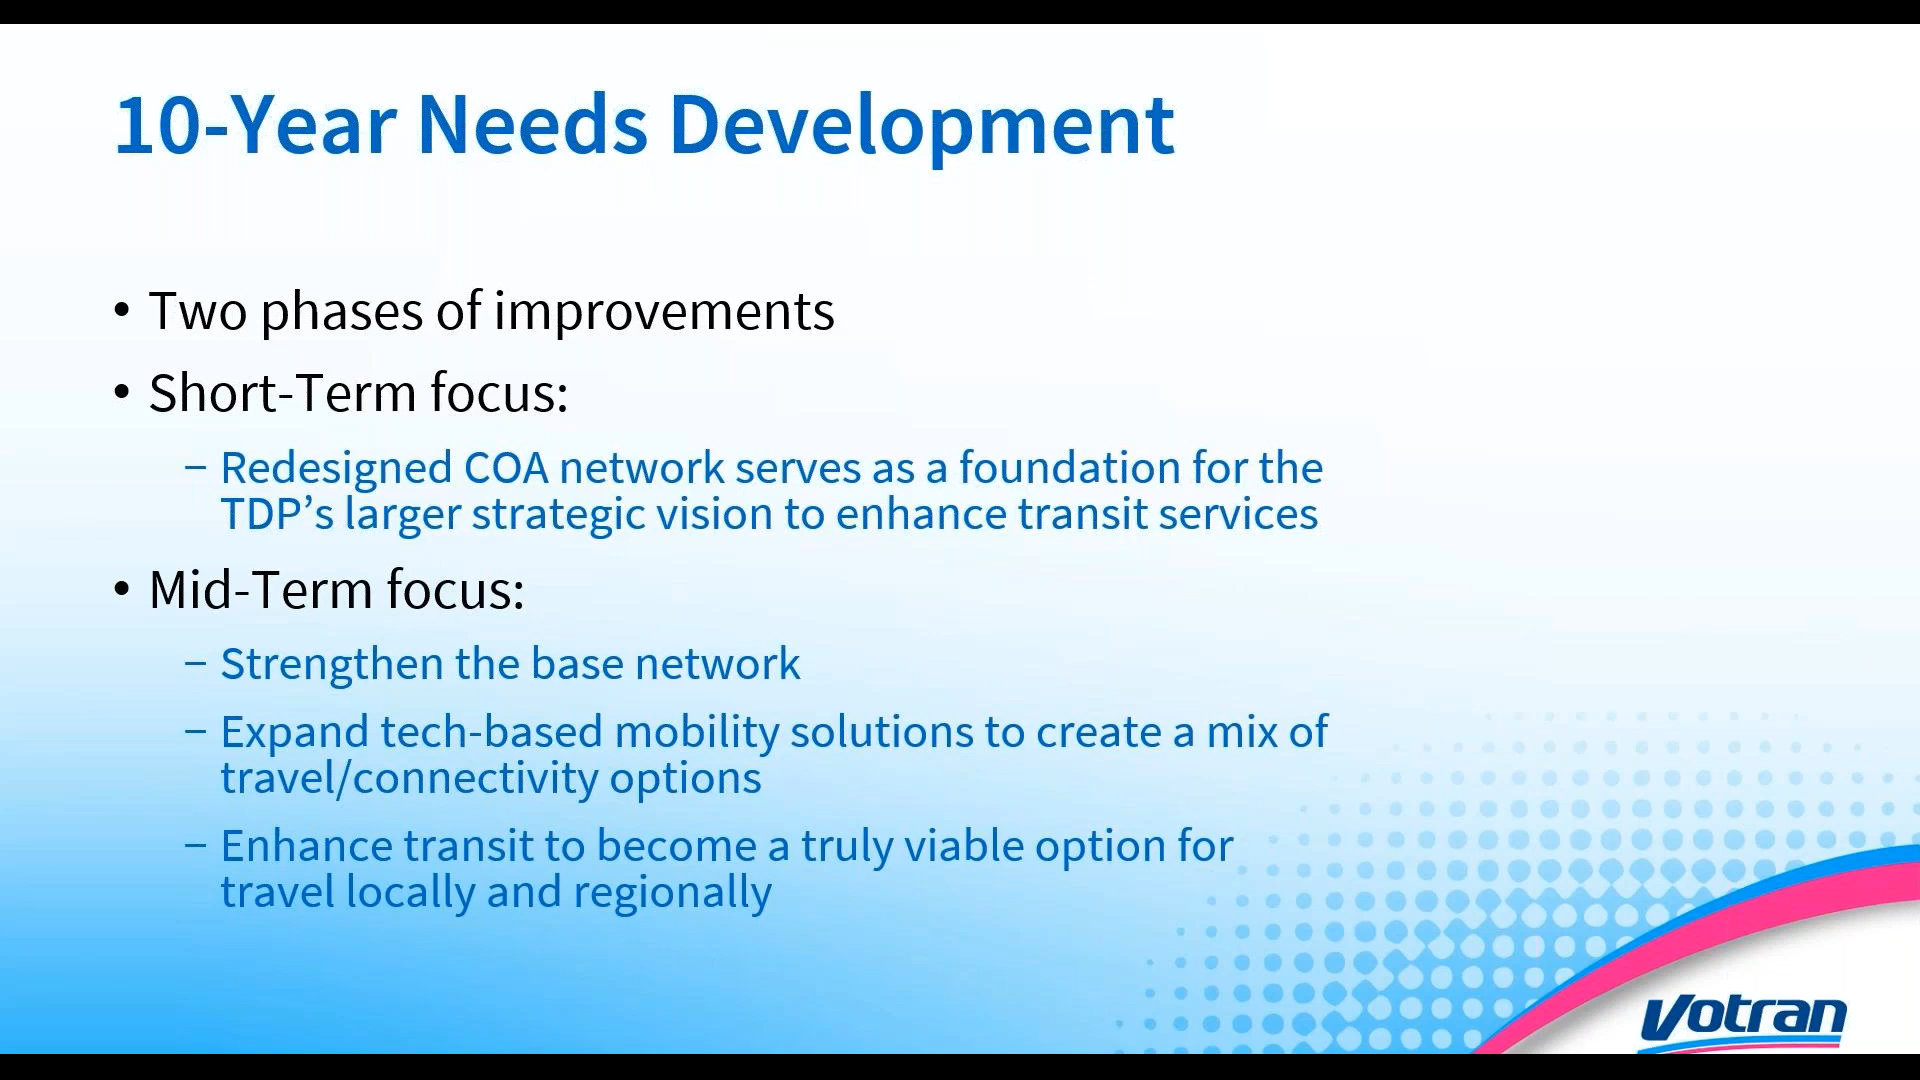 10-Year Needs Development
• Two phases of improvements
• Short-Term focus:
– Redesigned COA network serves as a foundation for the
TDP’s larger strategic vision to enhance transit services
• Mid-Term focus:
– Strengthen the base network
– Expand tech-based mobility solutions to create a mix of
travel/connectivity options
– Enhance transit to become a truly viable option for
travel locally and regionally
Votran